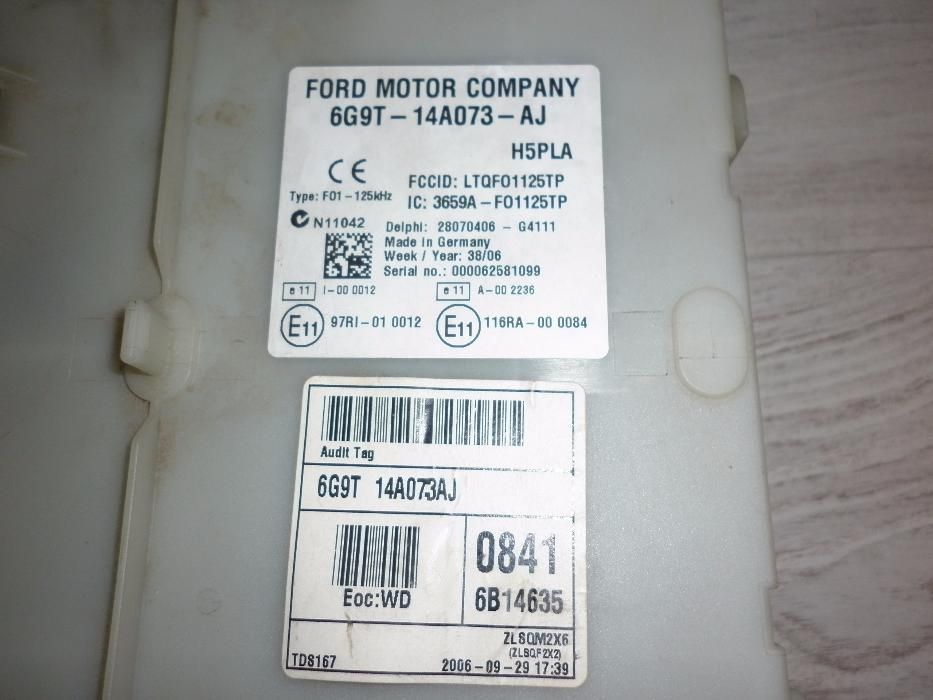 FORD MOTOR COMPANY
6G9T-14A073-AJ
H5PLA
CE
FCCID: LTQF01125TP
Type: F01-125kHz
IC: 3659A-F01125TP
N11042
Delphi: 28070406 - G4111
Made in Germany
Week / Year: 38/06
Serial no.: 000062581099
e 11 I-00 0012
e 11 A-00 2236
E11 97RI-01 0012
E11 116RA-00 0084
Audit Tag
6G9T 14A073AJ
0841
Eoc:WD
6B14635
ZLSQM2X6
(ZLSQF2X2)
TD8167
2006-09-29 17:39